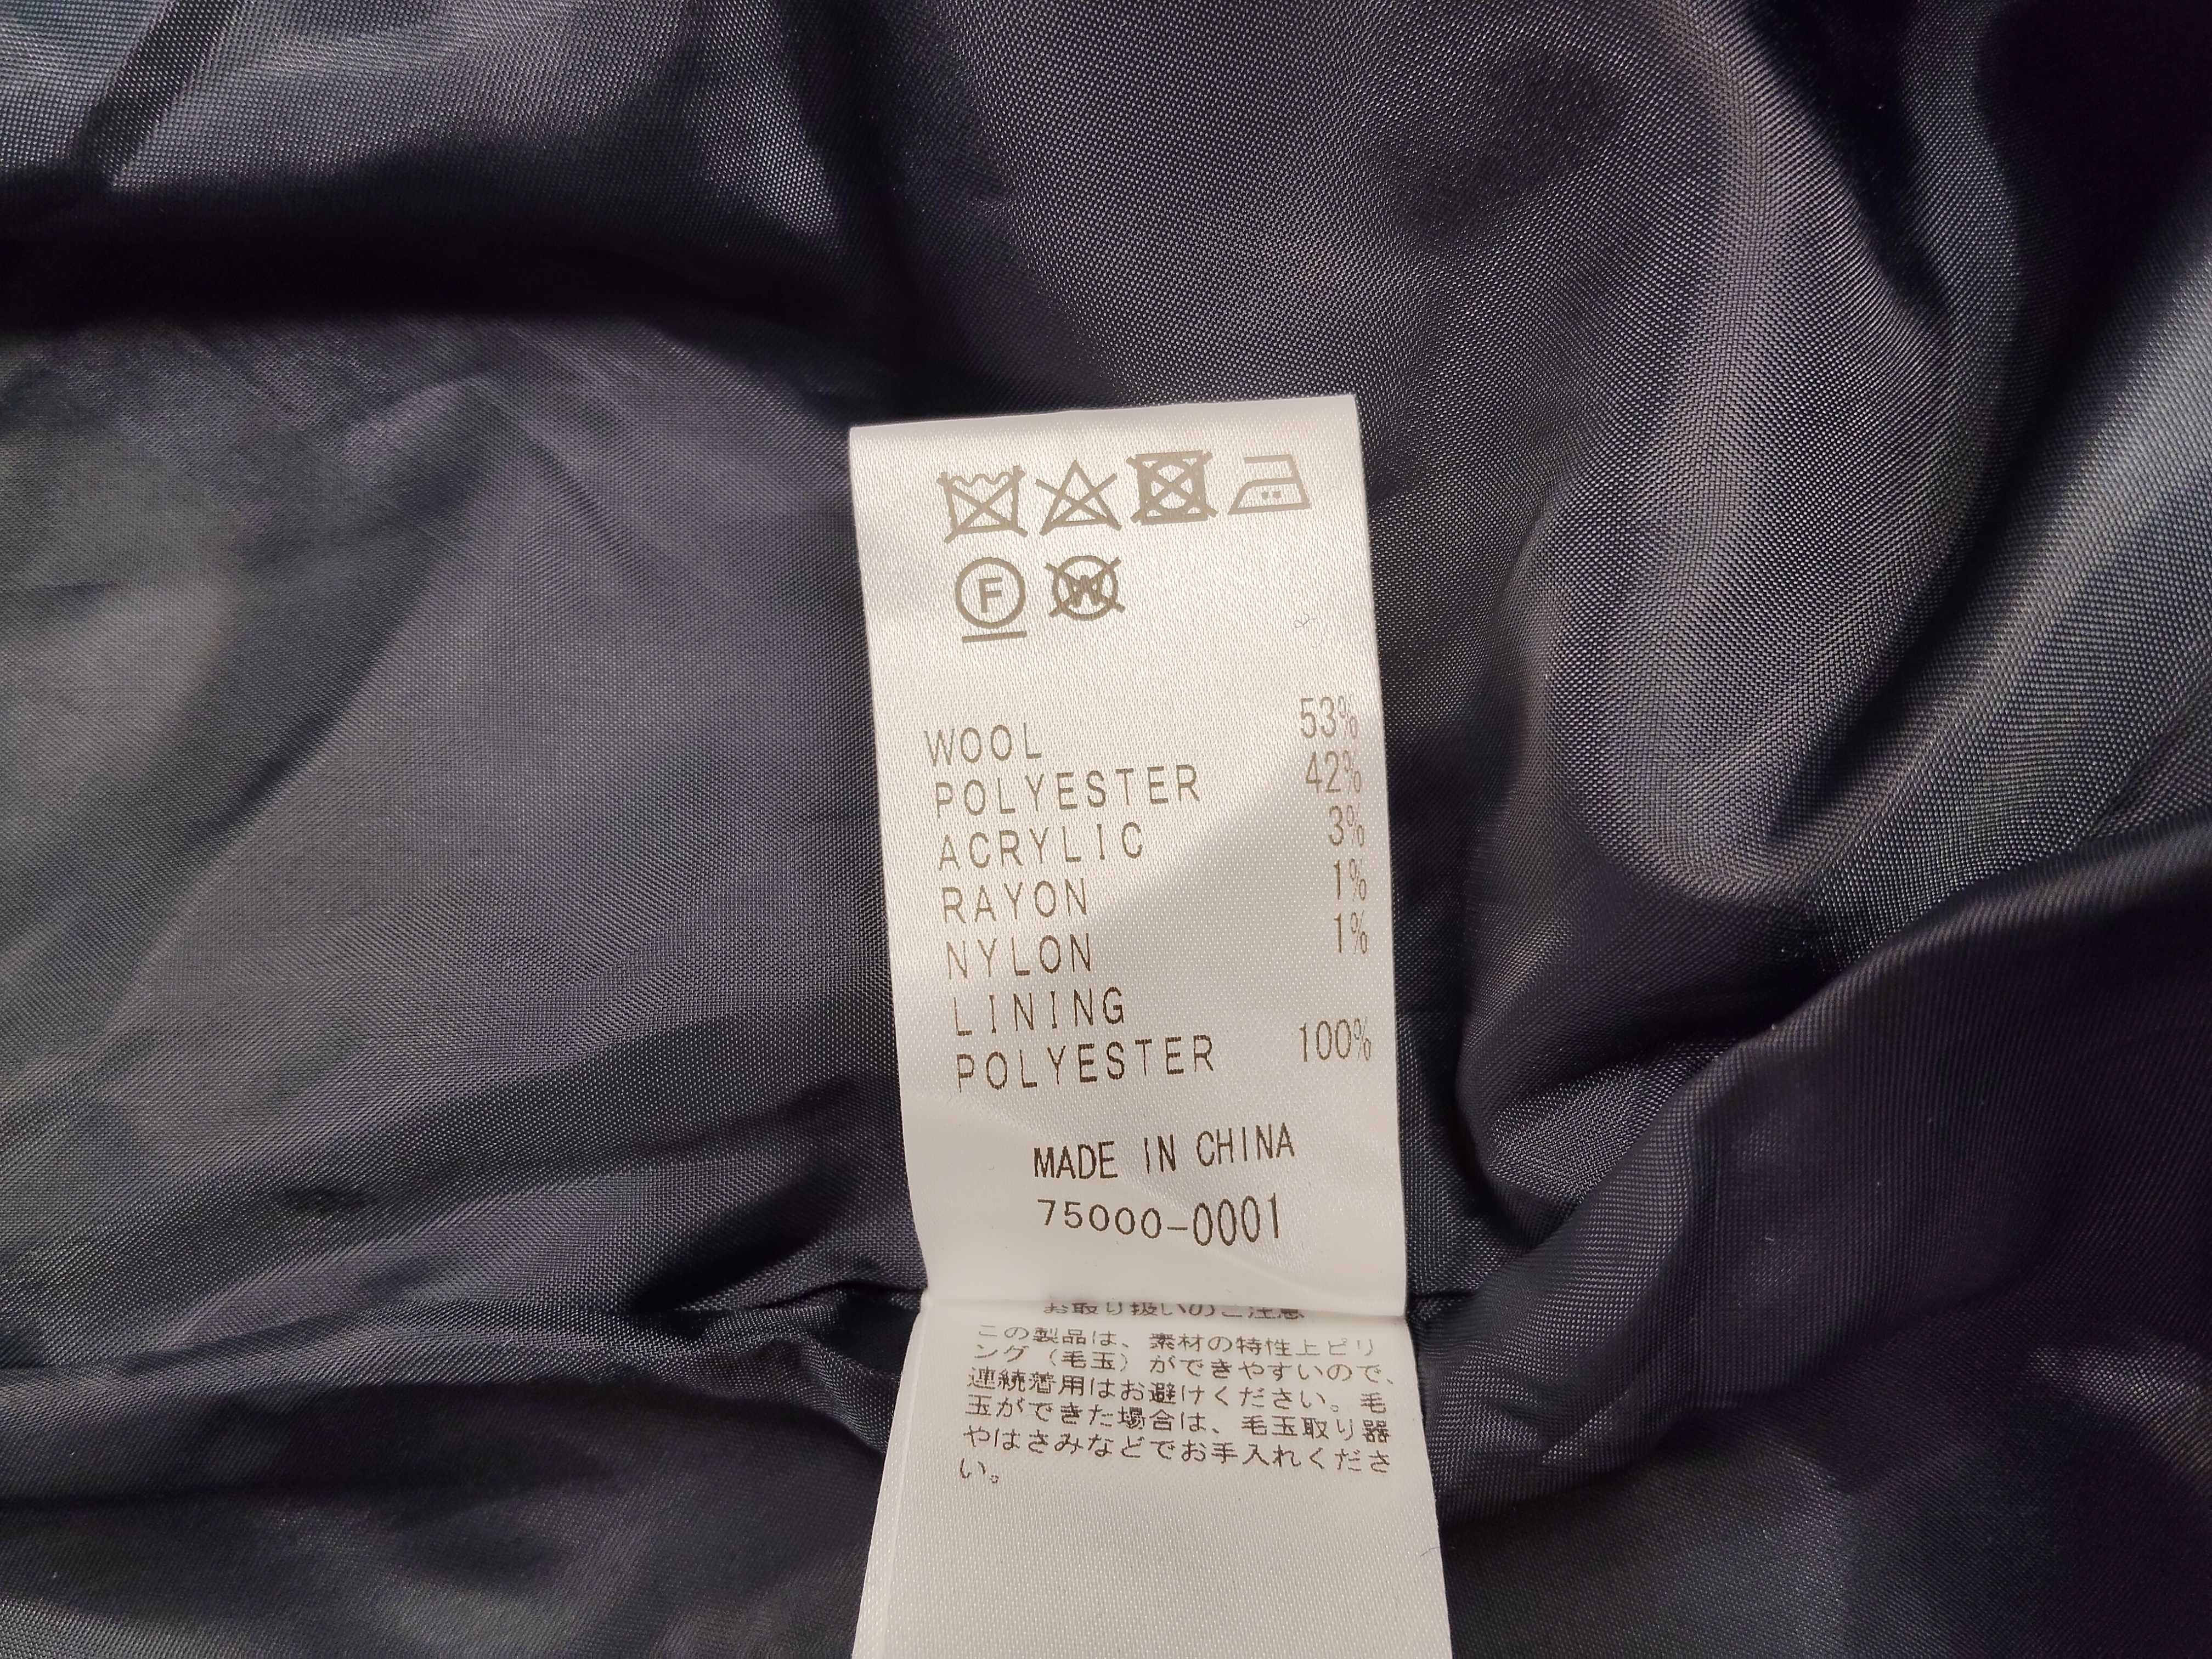 F W
WOOL 53%
POLYESTER 42%
ACRYLIC 3%
RAYON 1%
NYLON 1%
LINING
POLYESTER 100%
MADE IN CHINA
75000-0001
お取り扱いのご注意
この製品は、素材の特性上ピリ
ング（毛玉）ができやすいので、
連続着用はお避けください。毛
玉ができた場合は、毛玉取り器
やはさみなどでお手入れくださ
い。